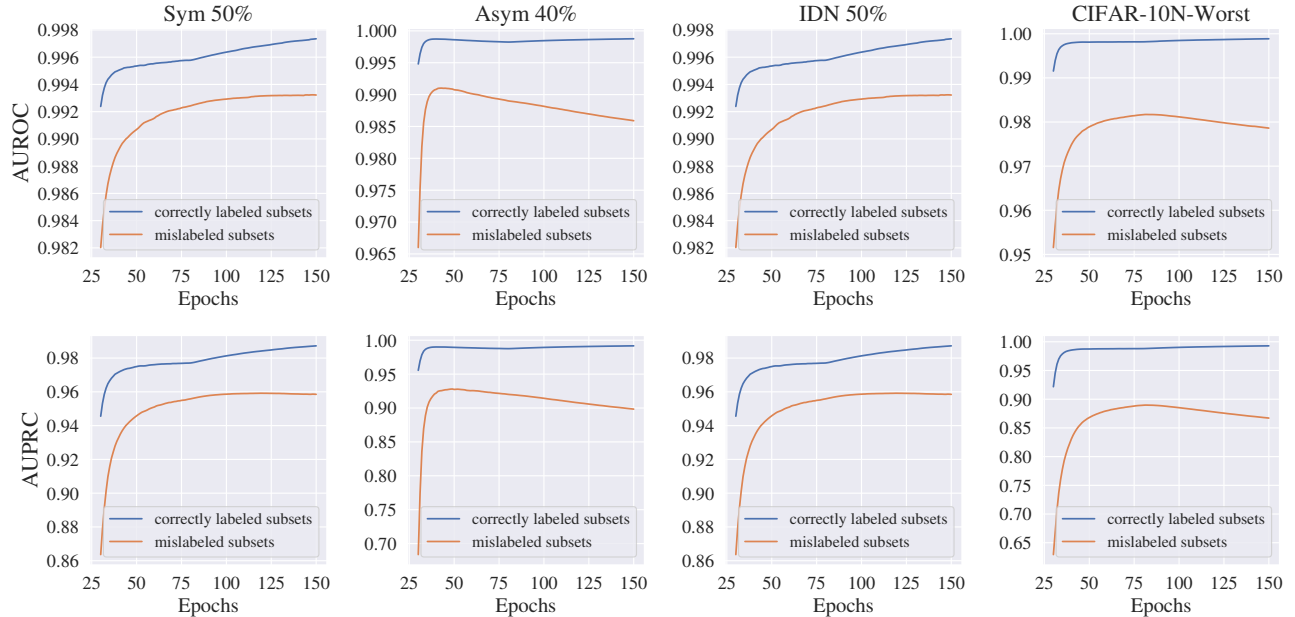 Sym 50%
Asym 40%
IDN 50%
CIFAR-10N-Worst
AUROC
0.998
0.996
0.994
0.992
0.990
0.988
0.986
0.984
0.982
correctly labeled subsets
mislabeled subsets
25 50 75 100 125 150
Epochs
1.000
0.995
0.990
0.985
0.980
0.975
0.970
0.965
correctly labeled subsets
mislabeled subsets
25 50 75 100 125 150
Epochs
0.998
0.996
0.994
0.992
0.990
0.988
0.986
0.984
0.982
correctly labeled subsets
mislabeled subsets
25 50 75 100 125 150
Epochs
1.00
0.99
0.98
0.97
0.96
0.95
correctly labeled subsets
mislabeled subsets
25 50 75 100 125 150
Epochs
AUPRC
0.98
0.96
0.94
0.92
0.90
0.88
0.86
correctly labeled subsets
mislabeled subsets
25 50 75 100 125 150
Epochs
1.00
0.95
0.90
0.85
0.80
0.75
0.70
correctly labeled subsets
mislabeled subsets
25 50 75 100 125 150
Epochs
0.98
0.96
0.94
0.92
0.90
0.88
0.86
correctly labeled subsets
mislabeled subsets
25 50 75 100 125 150
Epochs
1.00
0.95
0.90
0.85
0.80
0.75
0.70
0.65
correctly labeled subsets
mislabeled subsets
25 50 75 100 125 150
Epochs